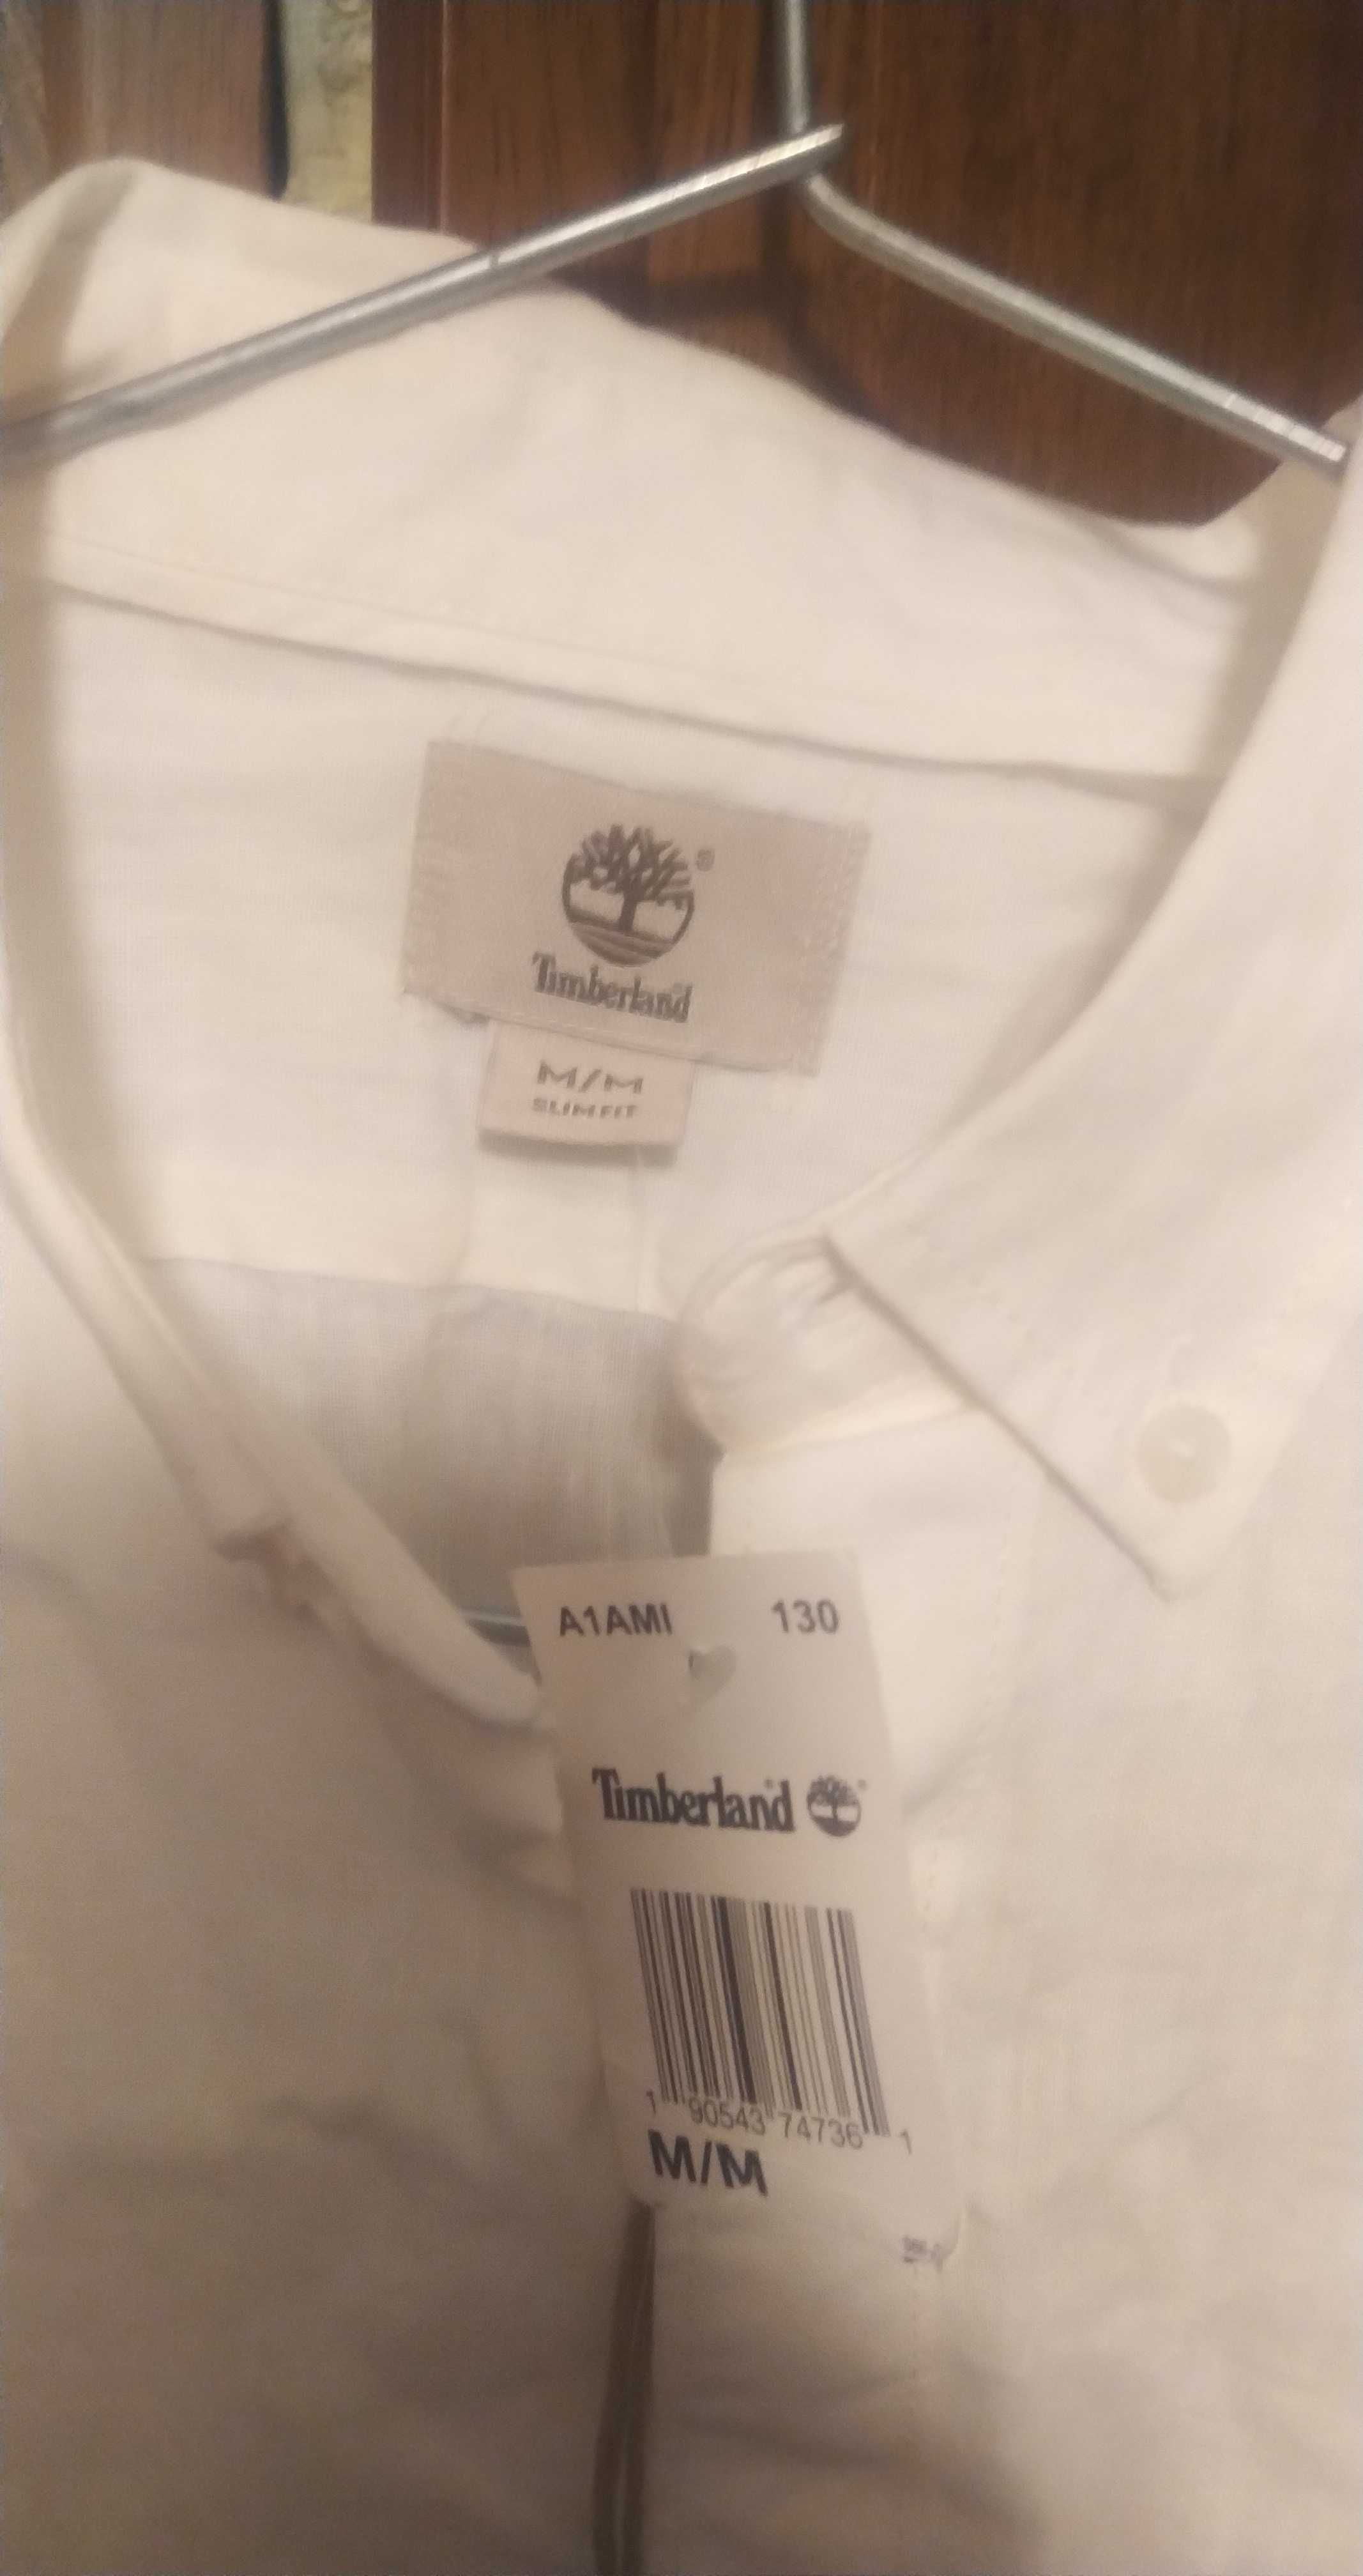 Timberland
M/M
SLIM FIT
A1AMI 130
Timberland
1 90543 74736 1
M/M